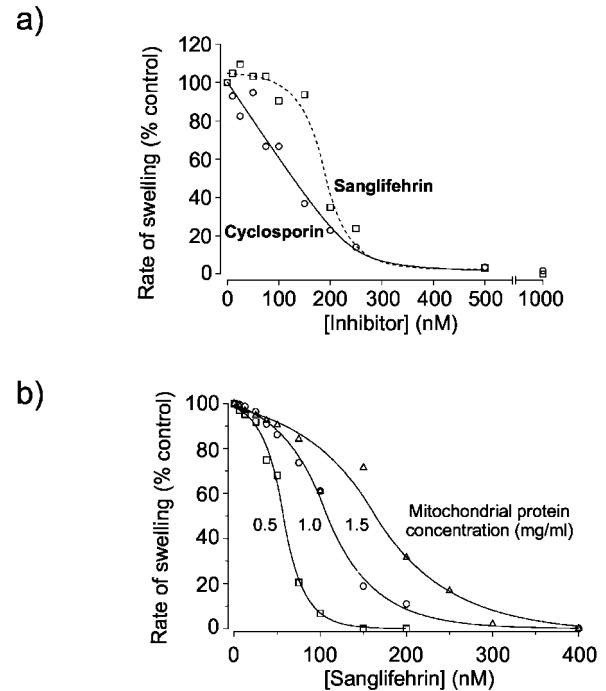 a)
Rate of swelling (% control)
120
100
80
60
40
20
0
Sanglifehrin
Cyclosporin
0 100 200 300 400 500 1000
[Inhibitor] (nM)
b)
Rate of swelling (% control)
100
80
60
40
20
0
0.5 1.0 1.5
Mitochondrial protein
concentration (mg/ml)
0 100 200 300 400
[Sanglifehrin] (nM)